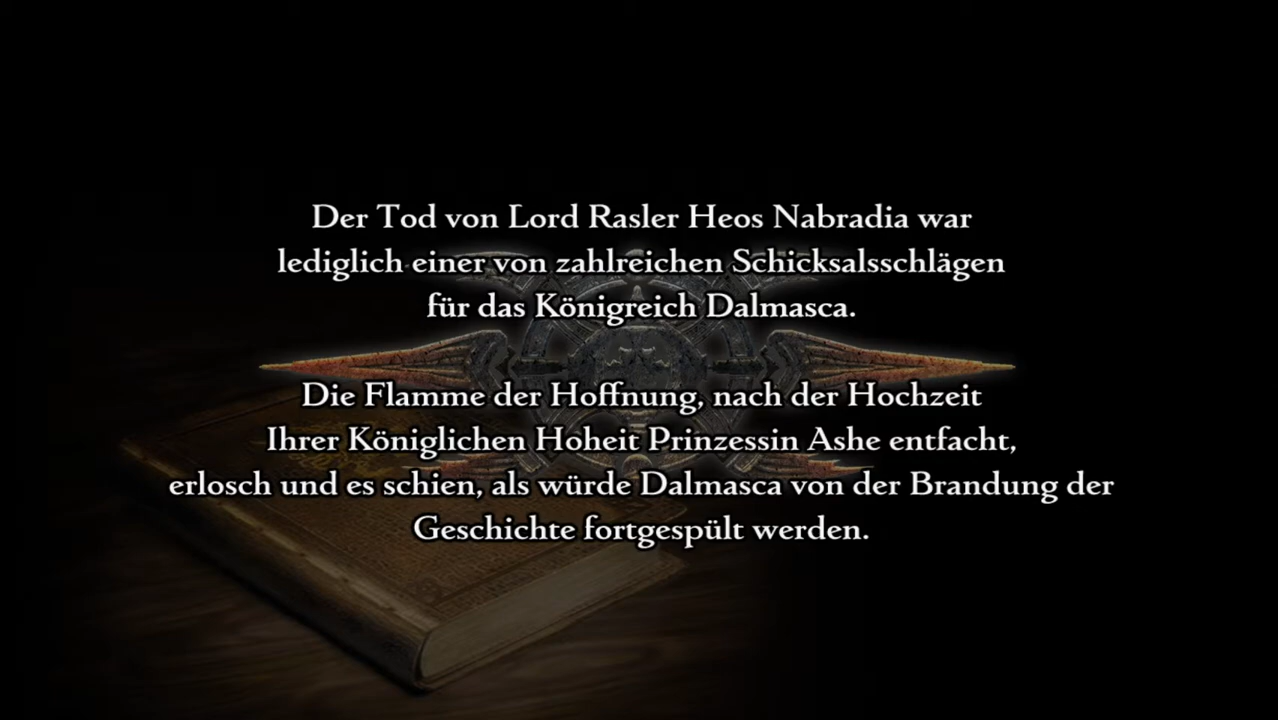 Der Tod von Lord Rasler Heos Nabradia war
lediglich einer von zahlreichen Schicksalsschlägen
für das Königreich Dalmasca.
Die Flamme der Hoffnung, nach der Hochzeit
Ihrer Königlichen Hoheit Prinzessin Ashe entfacht,
erlosch und es schien, als würde Dalmasca von der Brandung der
Geschichte fortgespült werden.